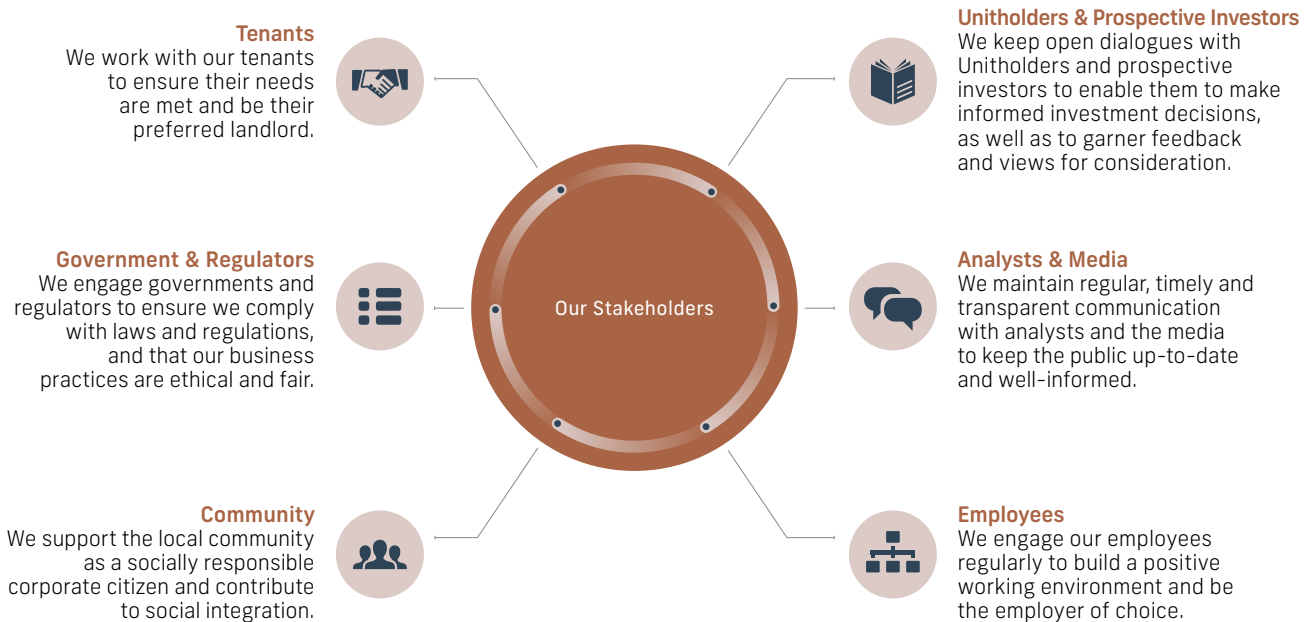 Tenants
We work with our tenants
to ensure their needs
are met and be their
preferred landlord.
Government & Regulators
We engage governments and
regulators to ensure we comply
with laws and regulations,
and that our business
practices are ethical and fair.
Community
We support the local community
as a socially responsible
corporate citizen and contribute
to social integration.
Our Stakeholders
Unitholders & Prospective Investors
We keep open dialogues with
Unitholders and prospective
investors to enable them to make
informed investment decisions,
as well as to garner feedback
and views for consideration.
Analysts & Media
We maintain regular, timely and
transparent communication
with analysts and the media
to keep the public up-to-date
and well-informed.
Employees
We engage our employees
regularly to build a positive
working environment and be
the employer of choice.